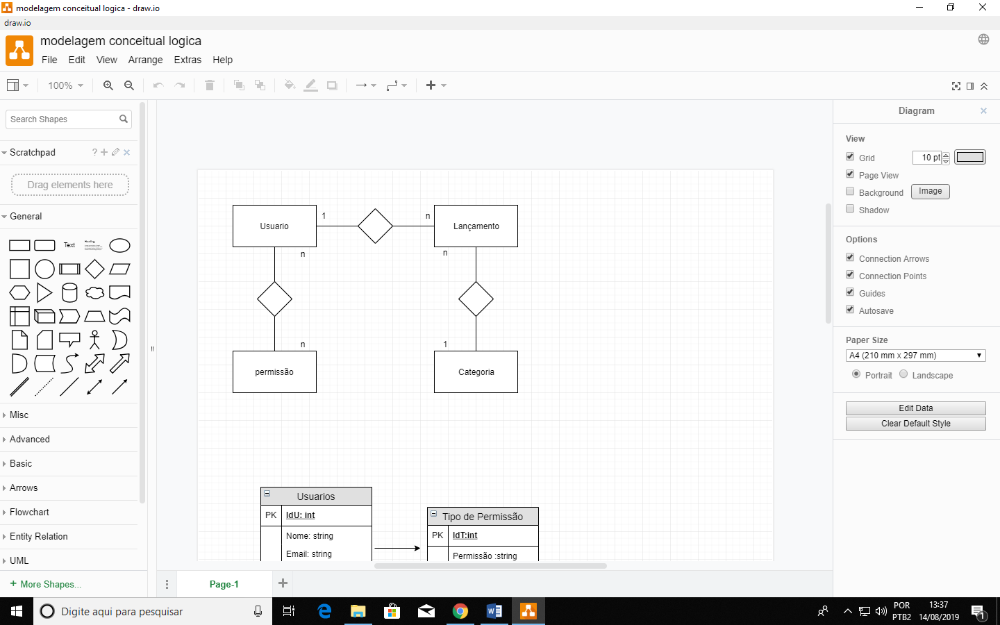 modelagem conceitual logica - draw.io
draw.io
modelagem conceitual logica
File Edit View Arrange Extras Help
100%
Search Shapes
Scratchpad
?
Drag elements here
General
Text
Heading
Misc
Advanced
Basic
Arrows
Flowchart
Entity Relation
UML
+ More Shapes...
Usuario
1
n
Lançamento
n
n
n
1
permissão
Categoria
Usuarios
PK IdU: int
Nome: string
Email: string
Tipo de Permissão
PK IdT:int
Permissão :string
Page-1
Diagram
View
Grid 10 pt
Page View
Background Image
Shadow
Options
Connection Arrows
Connection Points
Guides
Autosave
Paper Size
A4 (210 mm x 297 mm)
Portrait Landscape
Edit Data
Clear Default Style
Digite aqui para pesquisar
POR
PTB2
13:37
14/08/2019
1